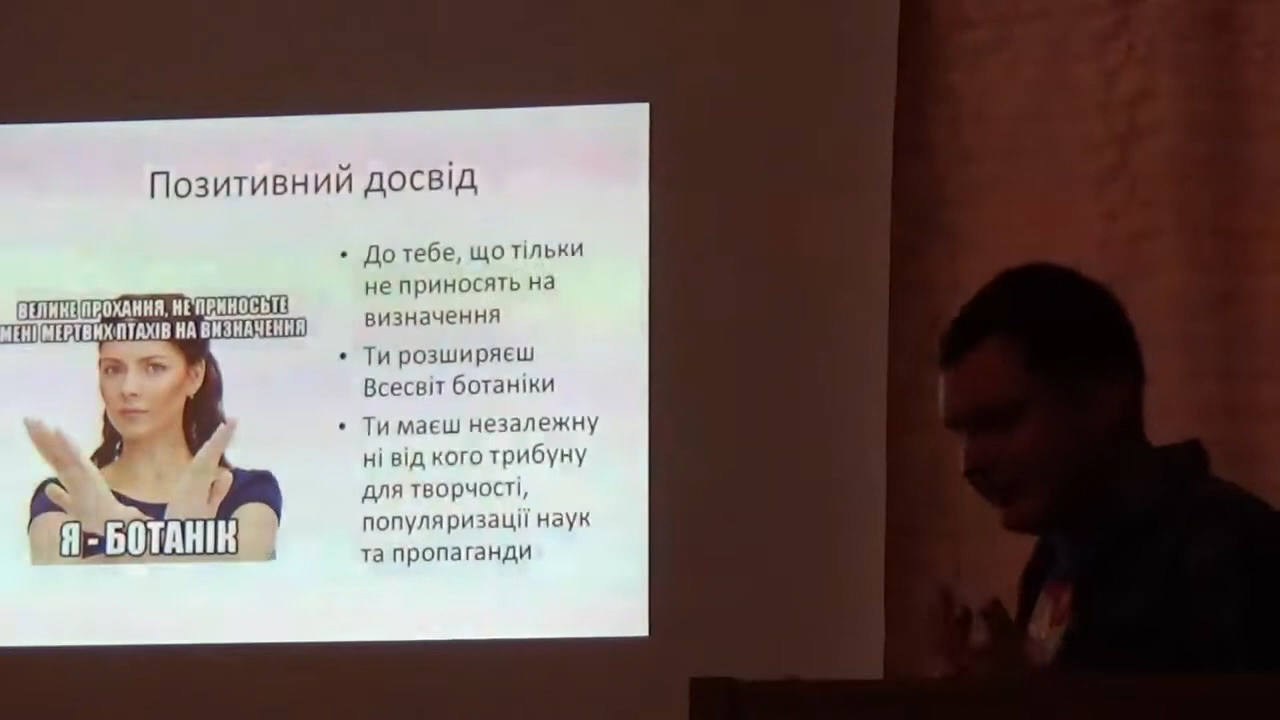 Позитивний досвід
ВЕЛИКЕ ПРОХАННЯ, НЕ ПРИНОСЬТЕ
МЕНІ МЕРТВИХ ПТАХІВ НА ВИЗНАЧЕННЯ
Я - БОТАНІК
• До тебе, що тільки
не приносять на
визначення
• Ти розширяєш
Всесвіт ботаніки
• Ти маєш незалежну
ні від кого трибуну
для творчості,
популяризації наук
та пропаганди